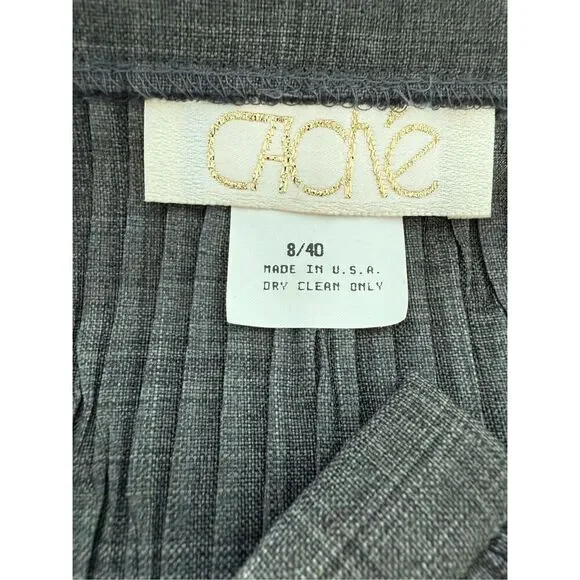 CAché
8/40
MADE IN U.S.A.
DRY CLEAN ONLY